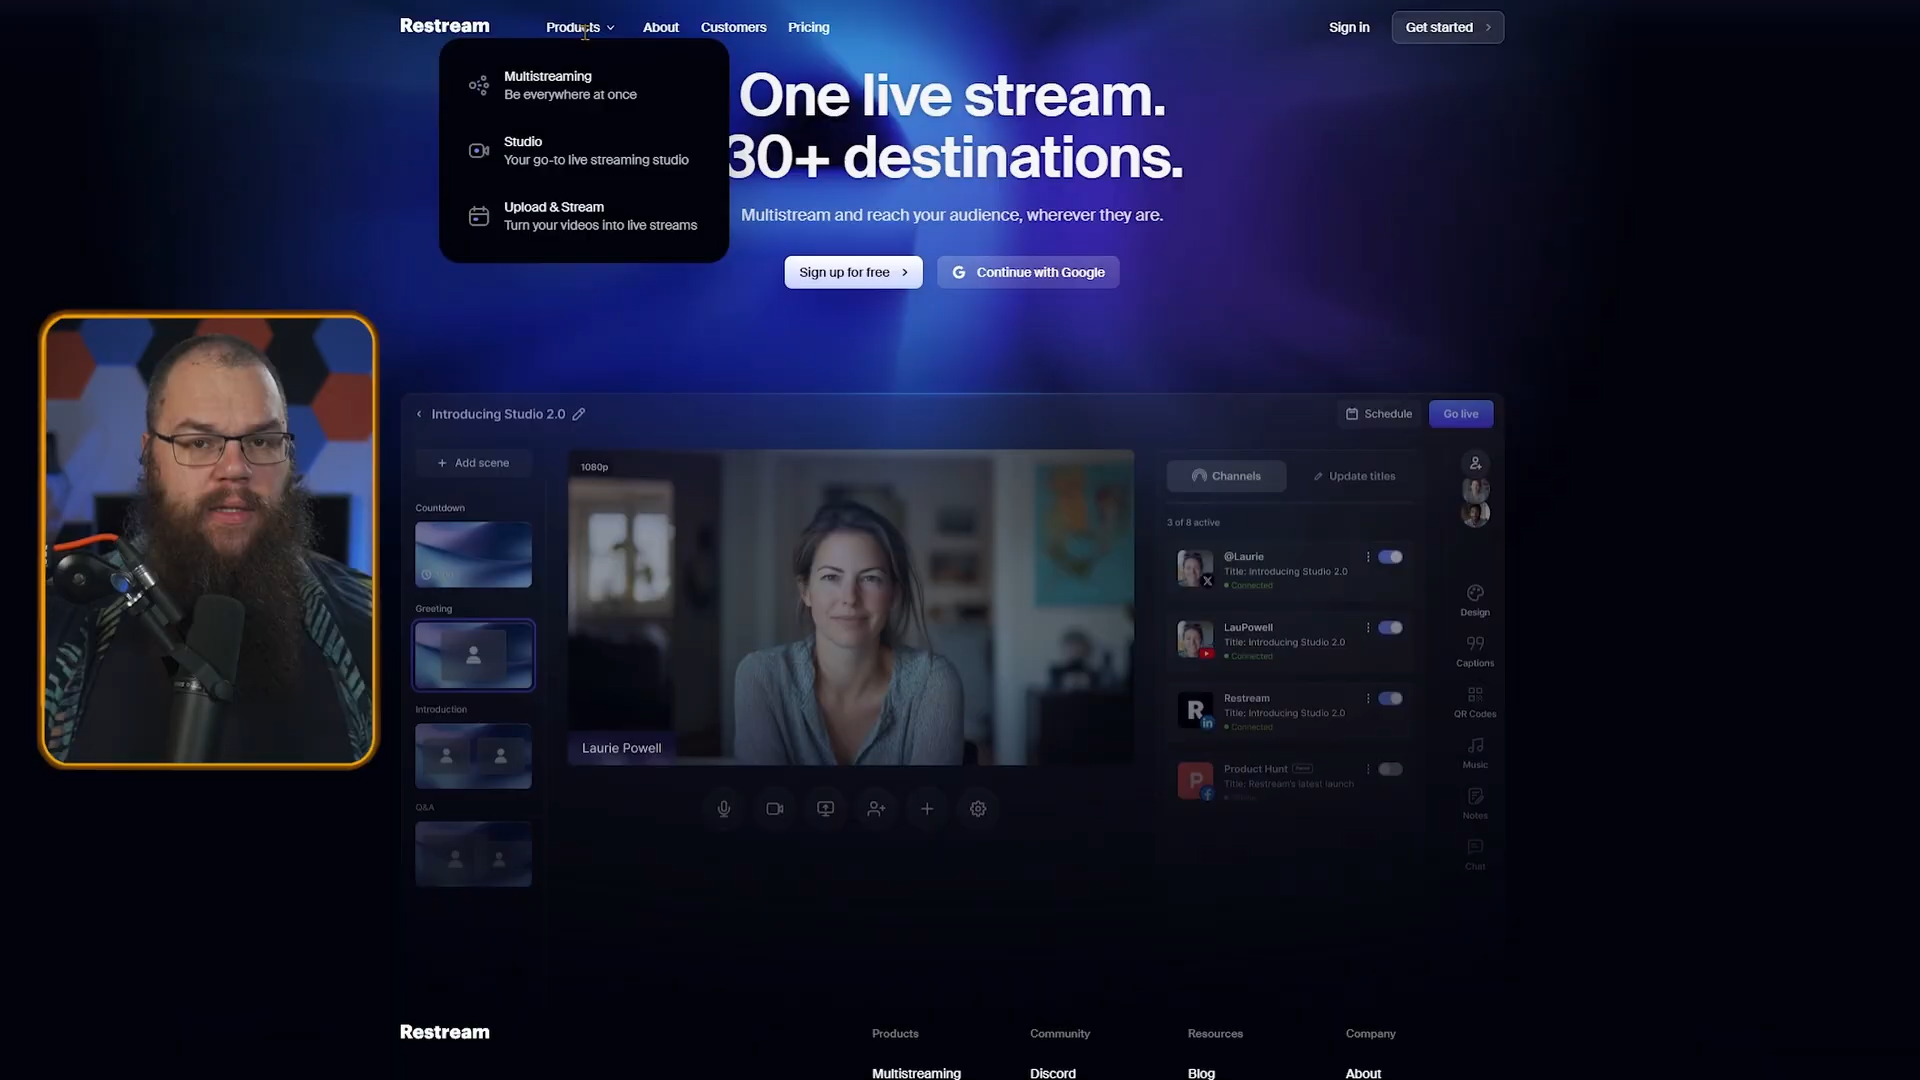 Restream
Products
About
Customers
Pricing
Sign in
Get started
Multistreaming
Be everywhere at once
Studio
Your go-to live streaming studio
Upload & Stream
Turn your videos into live streams
One live stream.
30+ destinations.
Multistream and reach your audience, wherever they are.
Sign up for free
G Continue with Google
Introducing Studio 2.0
Schedule
Go live
+ Add scene
Countdown
Greeting
Introduction
Q&A
1080p
Laurie Powell
Channels
Update titles
3 of 8 active
@Laurie
Title: Introducing Studio 2.0
Connected
LauPowell
Title: Introducing Studio 2.0
Connected
R
in
Restream
Title: Introducing Studio 2.0
Connected
P
Product Hunt
Title: Restream's latest launch
Design
Captions
QR Codes
Music
Notes
Chat
Restream
Products
Community
Resources
Company
Multistreaming
Discord
Blog
About